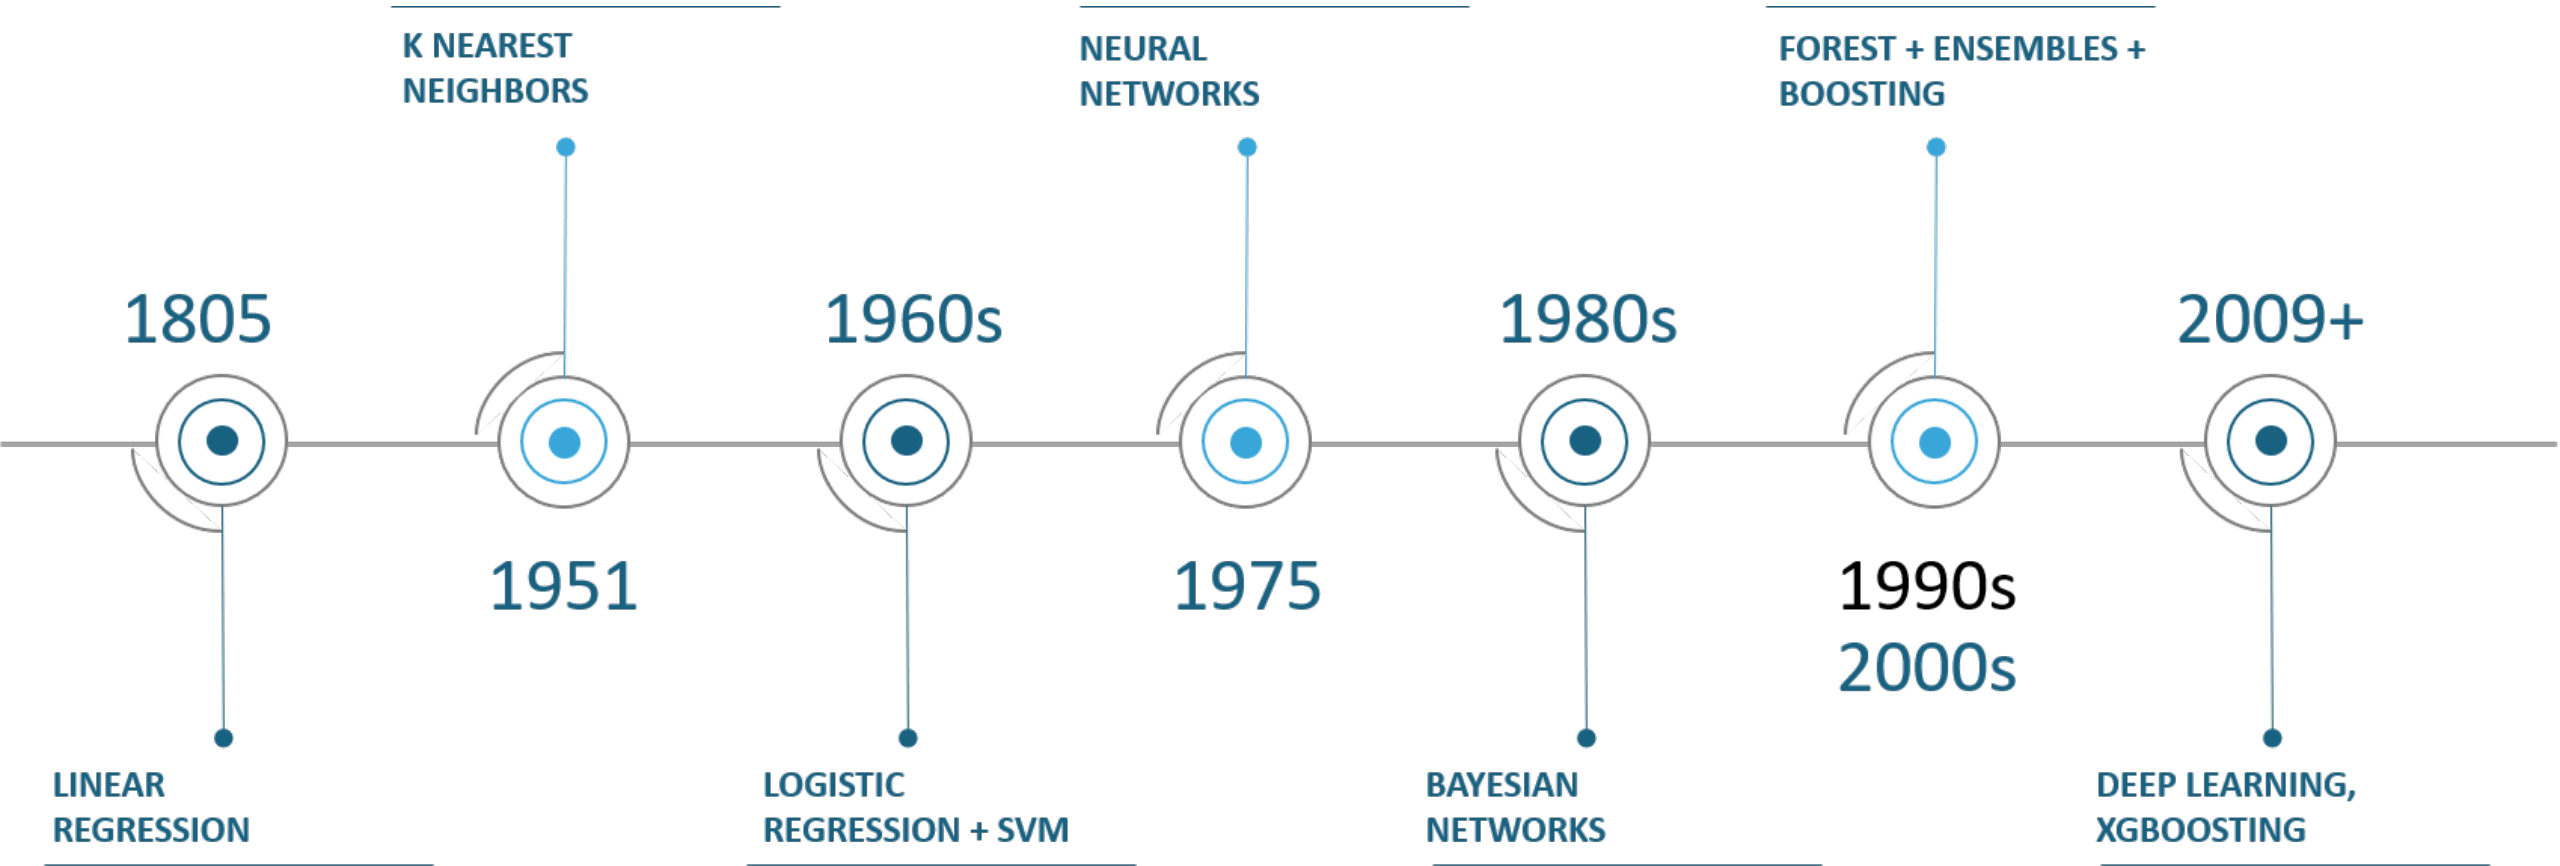 K NEAREST
NEIGHBORS
NEURAL
NETWORKS
FOREST + ENSEMBLES +
BOOSTING
1805
1960s
1980s
2009+
1951
1975
1990s
2000s
LINEAR
REGRESSION
LOGISTIC
REGRESSION + SVM
BAYESIAN
NETWORKS
DEEP LEARNING,
XGBOOSTING